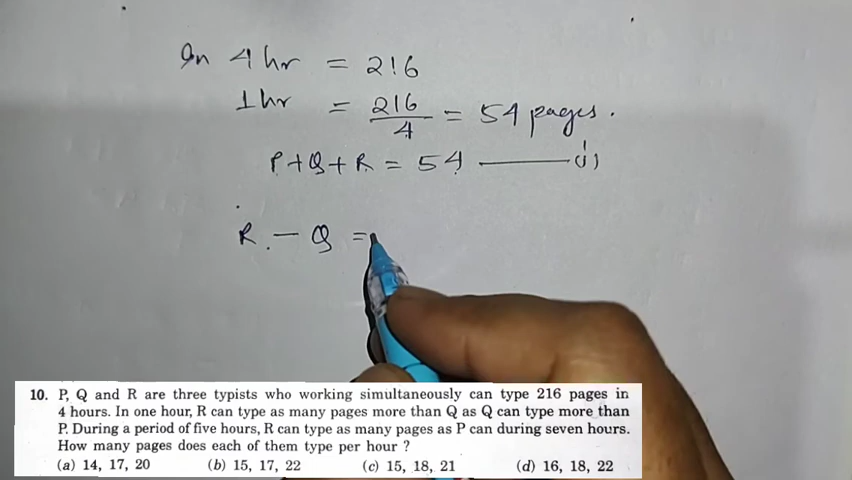 In 4 hr = 216
1 hr = 216/4 = 54 pages.
P+Q+R = 54 ——— (i)
R - Q =
10. P, Q and R are three typists who working simultaneously can type 216 pages in
4 hours. In one hour, R can type as many pages more than Q as Q can type more than
P. During a period of five hours, R can type as many pages as P can during seven hours.
How many pages does each of them type per hour ?
(a) 14, 17, 20 (b) 15, 17, 22 (c) 15, 18, 21 (d) 16, 18, 22